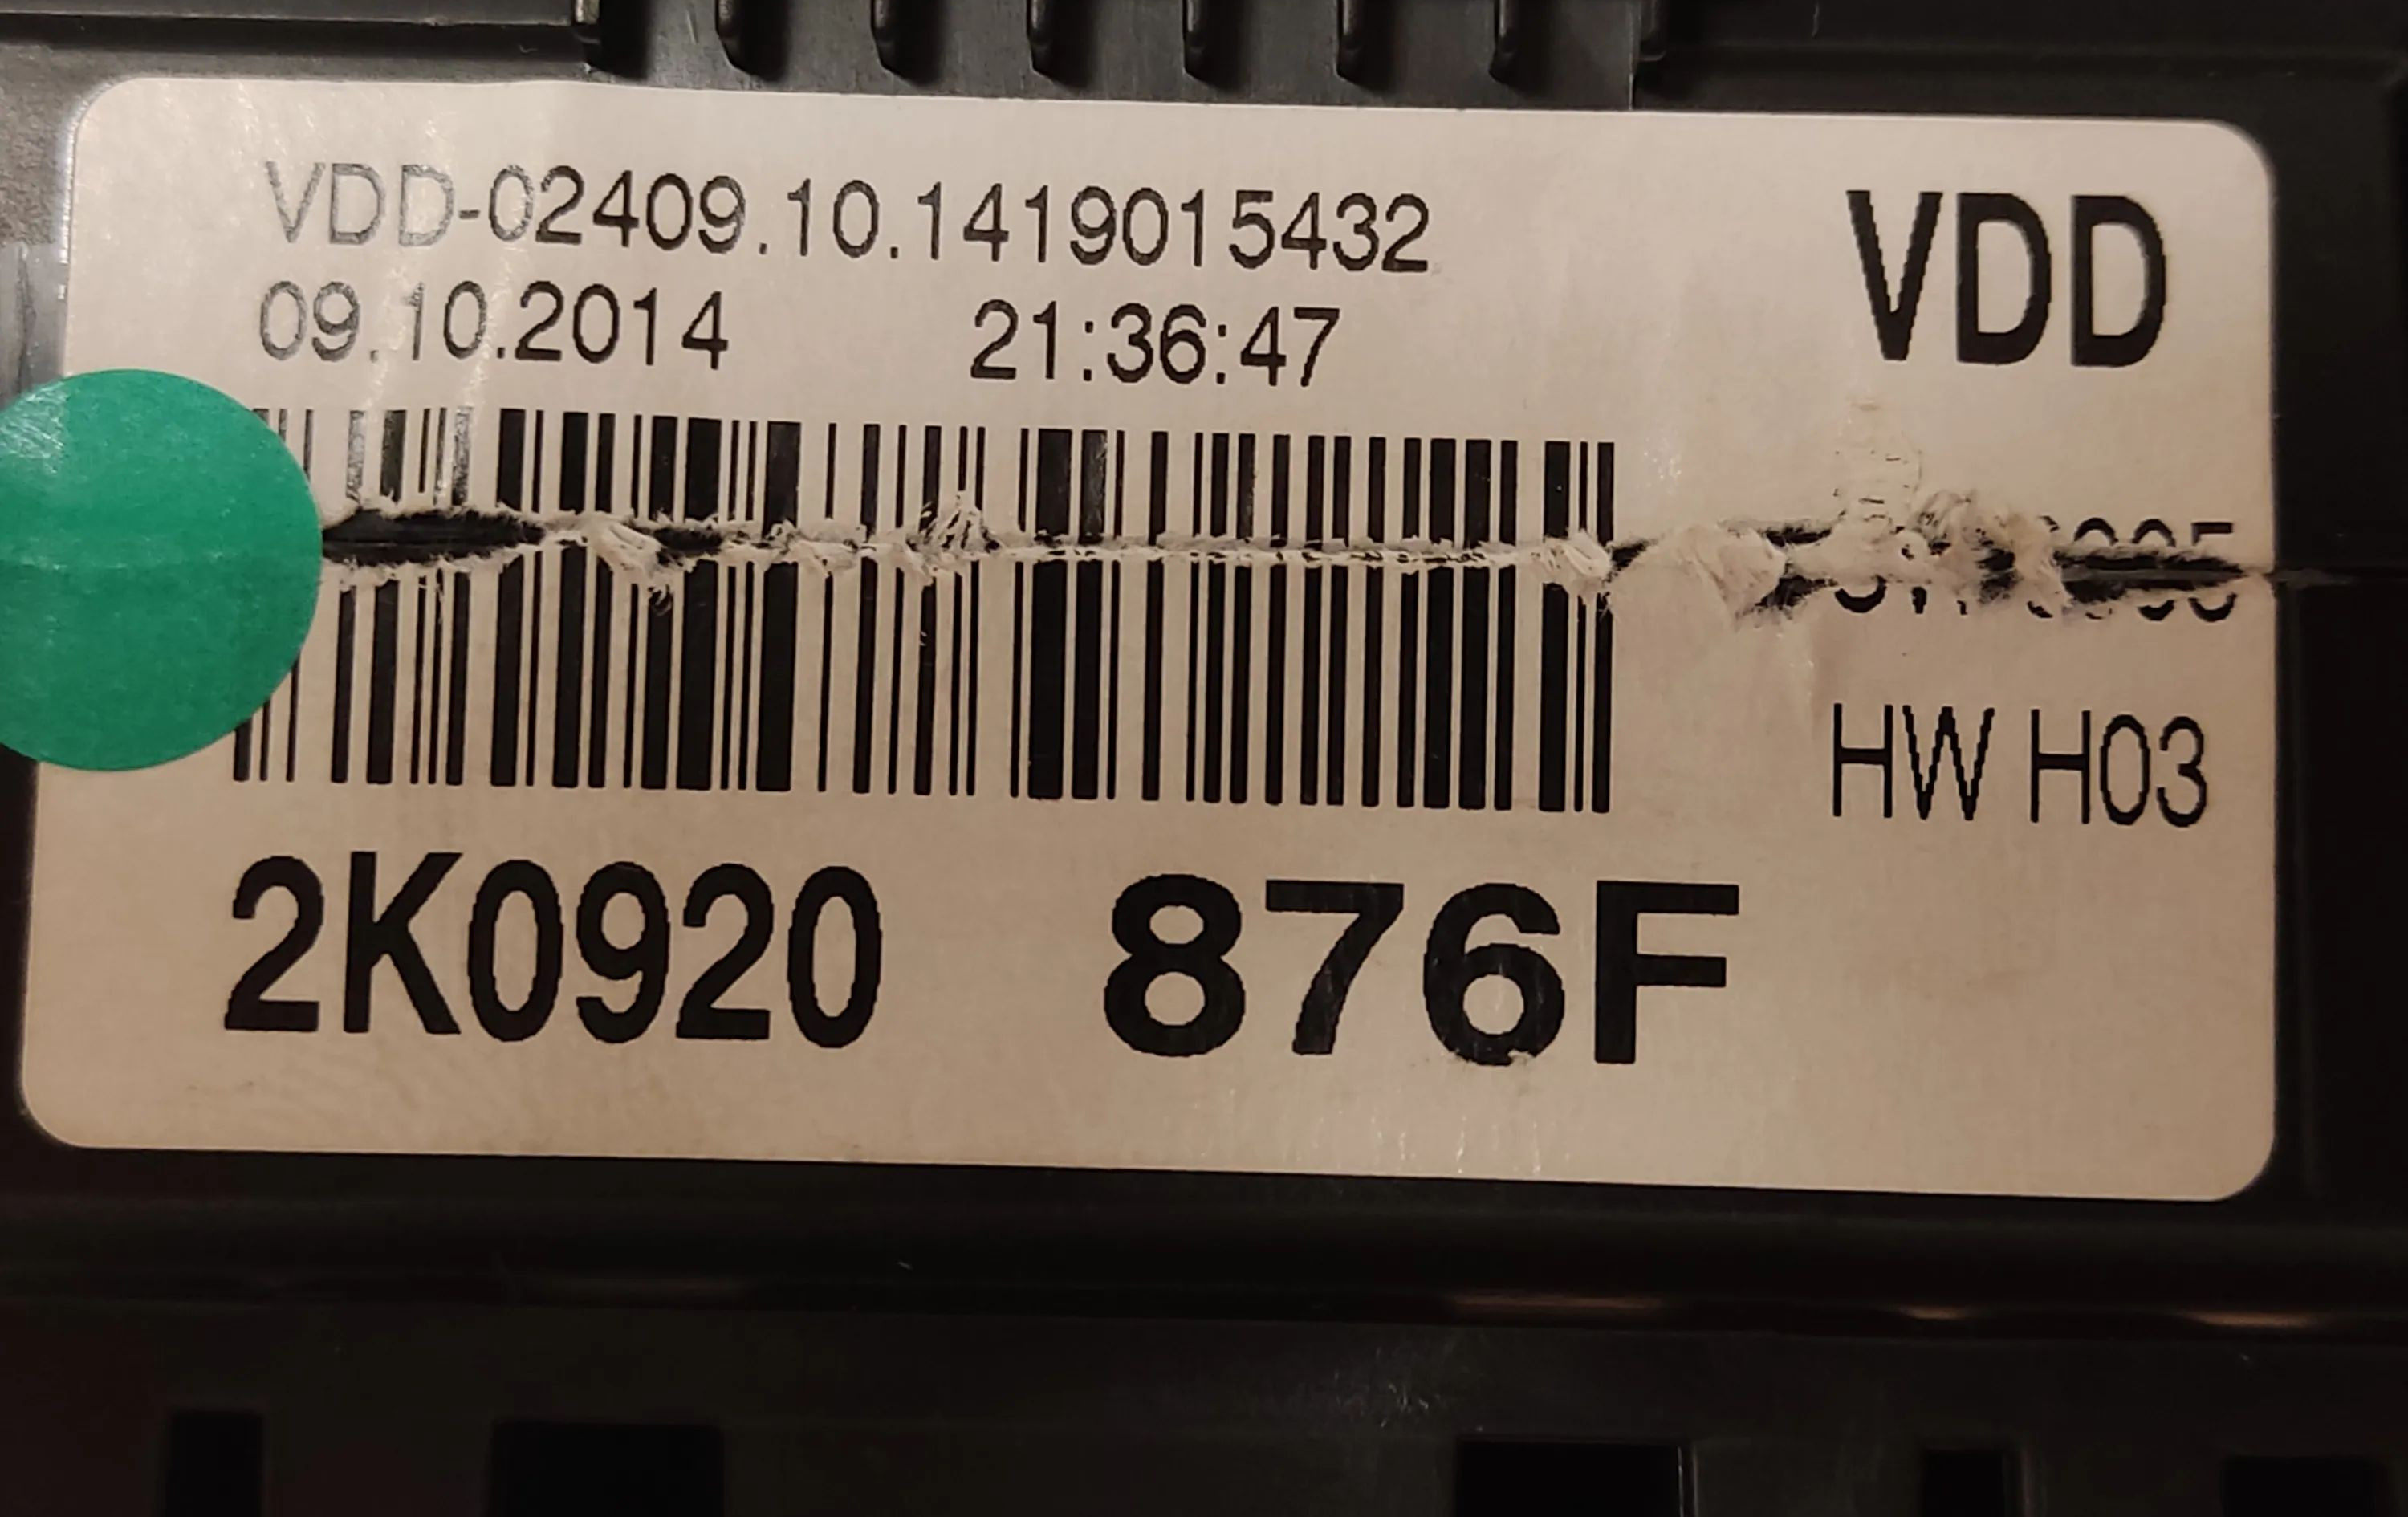 VDD-02409.10.1419015432
VDD
09.10.2014 21:36:47
HW H03
2K0920 876F